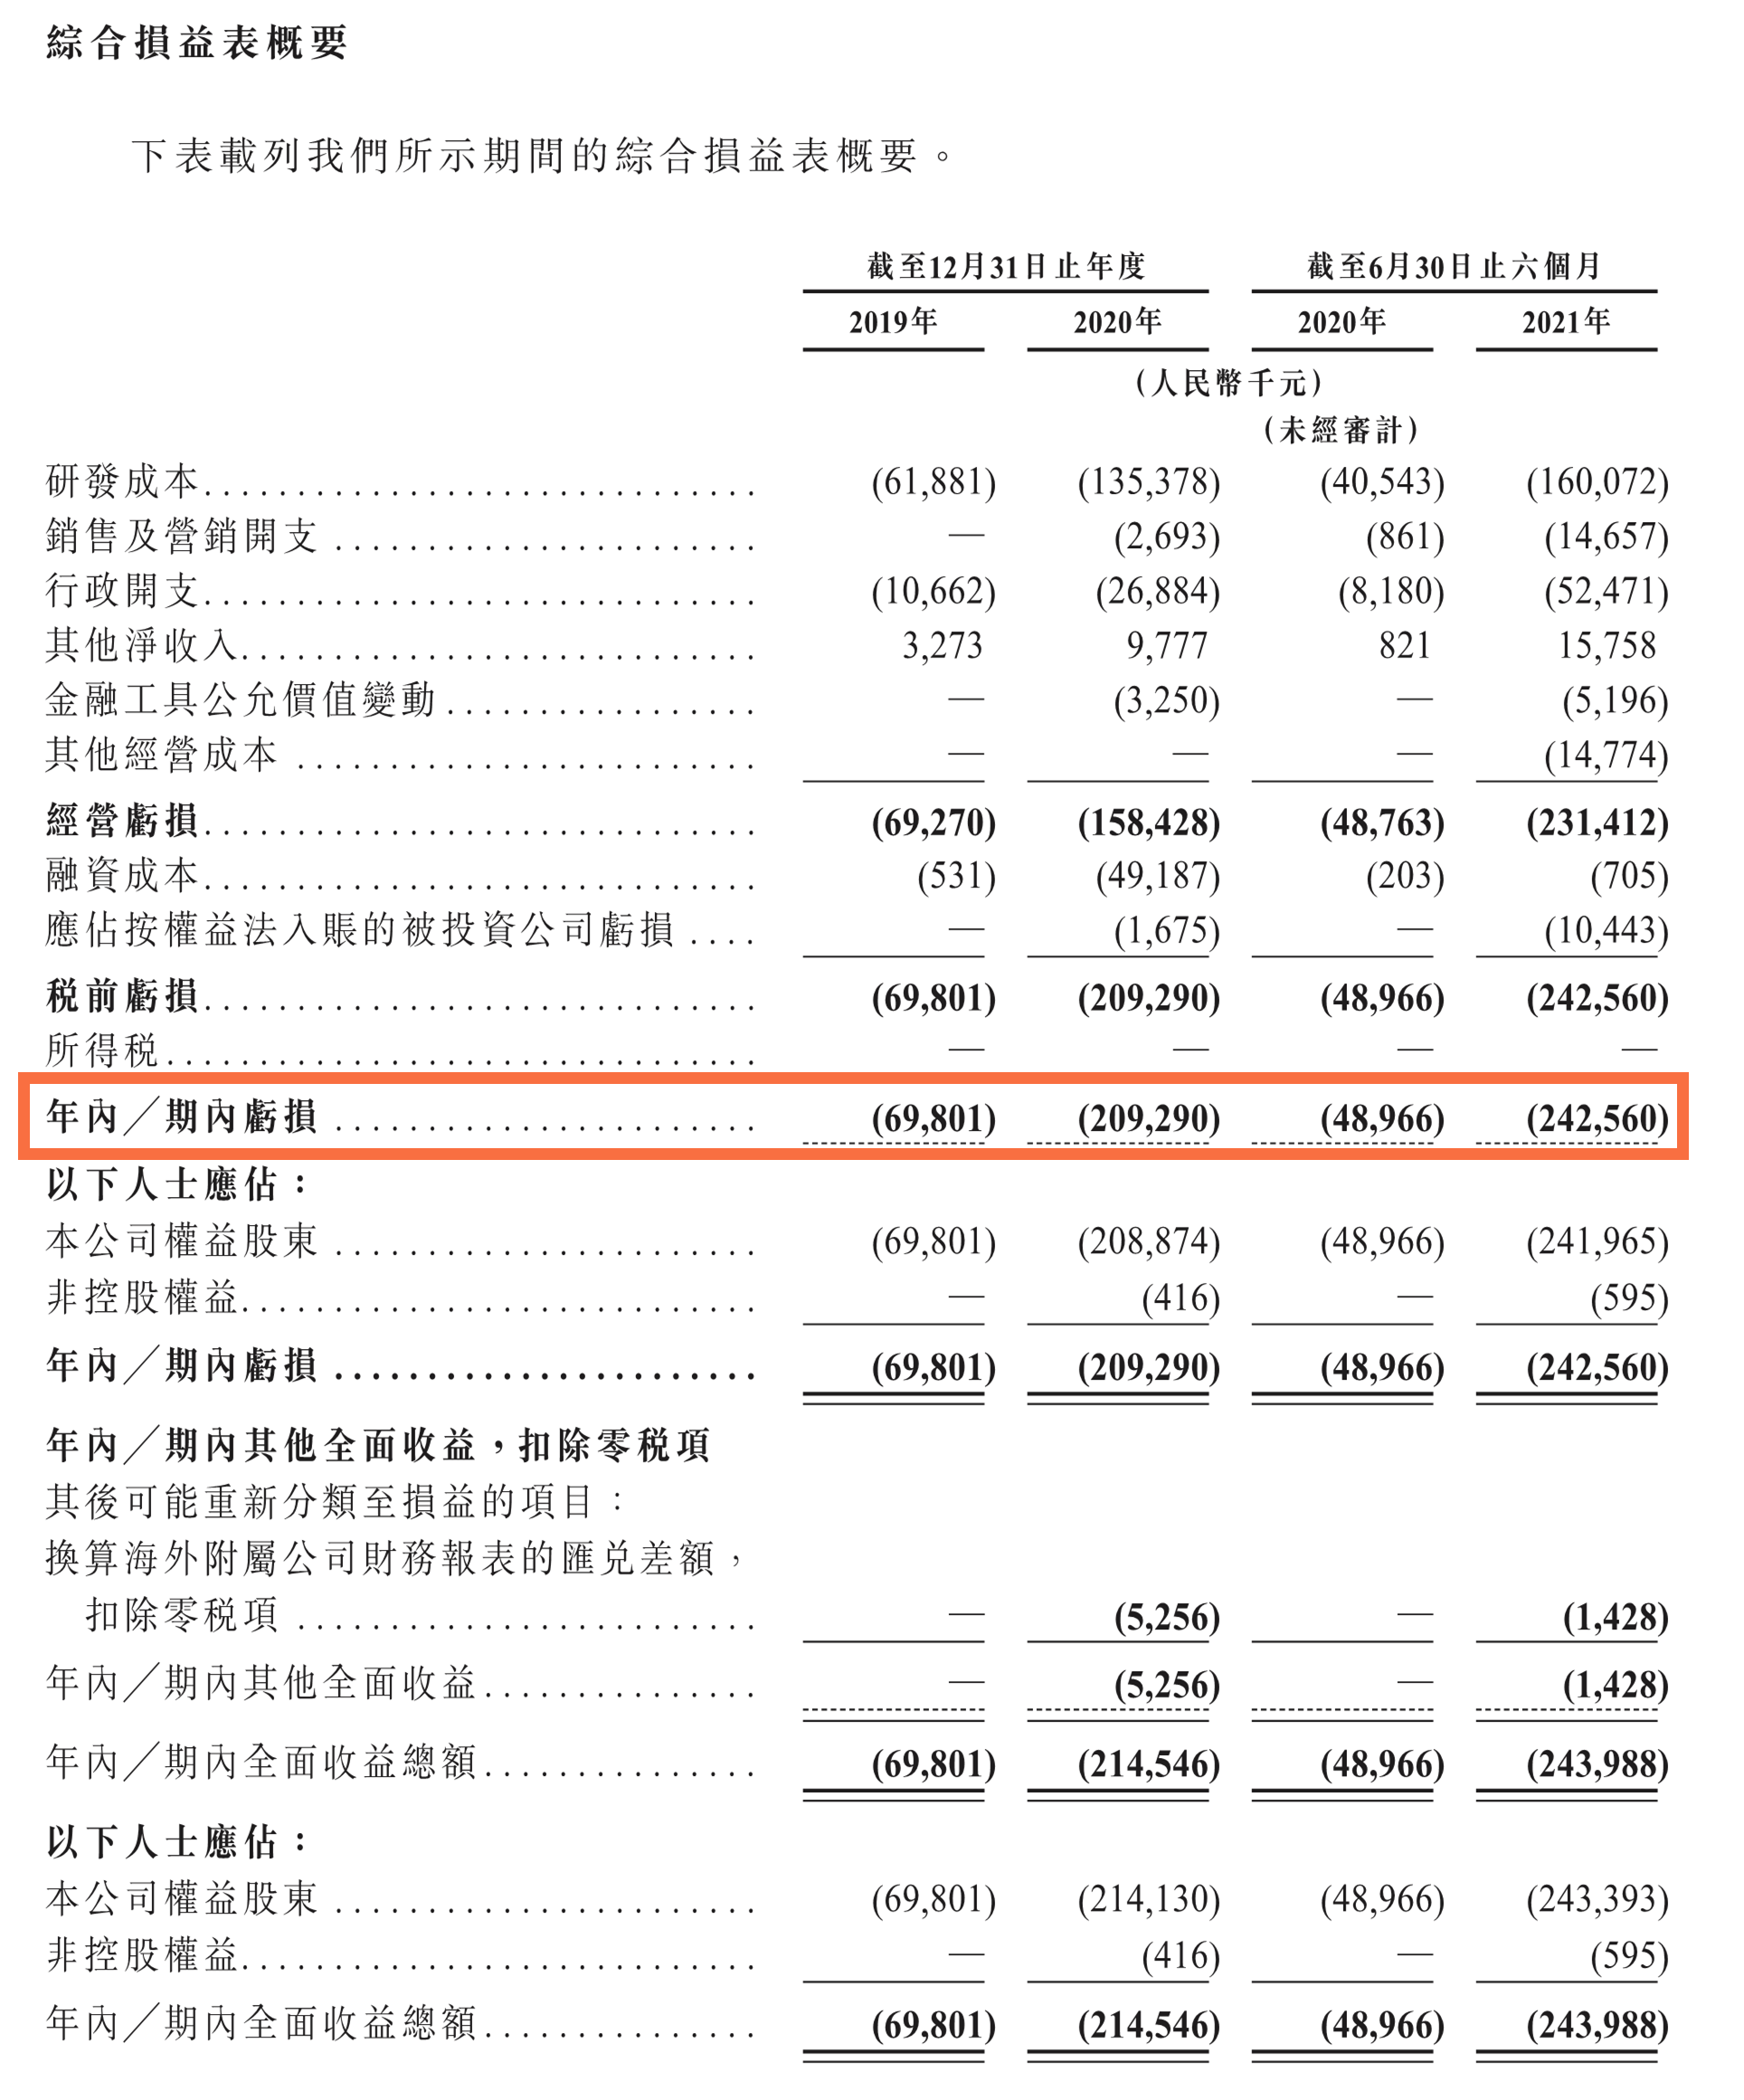 綜合損益表概要
下表載列我們所示期間的綜合損益表概要。
截至12月31日止年度 截至6月30日止六個月
2019年 2020年 2020年 2021年
(人民幣千元)
(未經審計)
研發成本 (61,881) (135,378) (40,543) (160,072)
銷售及營銷開支 — (2,693) (861) (14,657)
行政開支 (10,662) (26,884) (8,180) (52,471)
其他淨收入 3,273 9,777 821 15,758
金融工具公允價值變動 — (3,250) — (5,196)
其他經營成本 — — — (14,774)
經營虧損 (69,270) (158,428) (48,763) (231,412)
融資成本 (531) (49,187) (203) (705)
應佔按權益法入賬的被投資公司虧損 — (1,675) — (10,443)
税前虧損 (69,801) (209,290) (48,966) (242,560)
所得税 — — — —
年內/期內虧損 (69,801) (209,290) (48,966) (242,560)
以下人士應佔:
本公司權益股東 (69,801) (208,874) (48,966) (241,965)
非控股權益 — (416) — (595)
年內/期內虧損 (69,801) (209,290) (48,966) (242,560)
年內/期內其他全面收益,扣除零税項
其後可能重新分類至損益的項目:
換算海外附屬公司財務報表的匯兑差額,
扣除零税項 — (5,256) — (1,428)
年內/期內其他全面收益 — (5,256) — (1,428)
年內/期內全面收益總額 (69,801) (214,546) (48,966) (243,988)
以下人士應佔:
本公司權益股東 (69,801) (214,130) (48,966) (243,393)
非控股權益 — (416) — (595)
年內/期內全面收益總額 (69,801) (214,546) (48,966) (243,988)